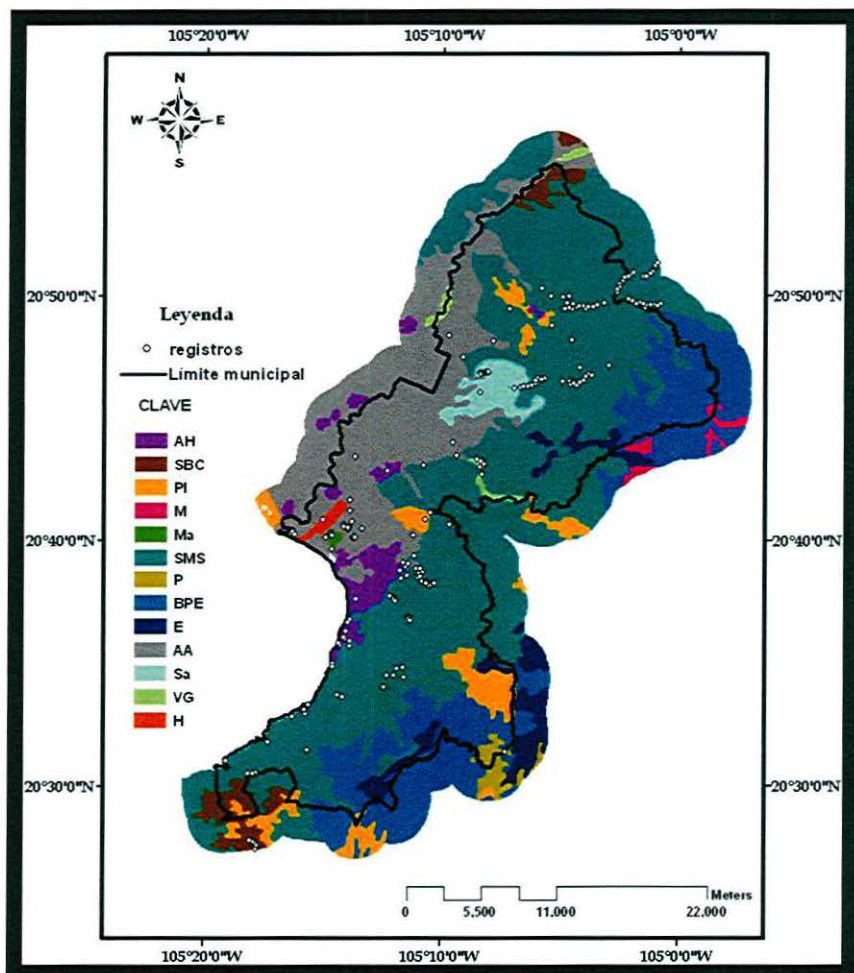 105°20'0"W 105°10'0"W 105°0'0"W
N
W E
S
20°50'0"N 20°50'0"N
Leyenda
registros
Límite municipal
CLAVE
AH
SBC
PI
M
Ma
SMS
P
BPE
E
AA
Sa
VG
H
20°40'0"N 20°40'0"N
20°30'0"N 20°30'0"N
Meters
0 5,500 11,000 22,000
105°20'0"W 105°10'0"W 105°0'0"W